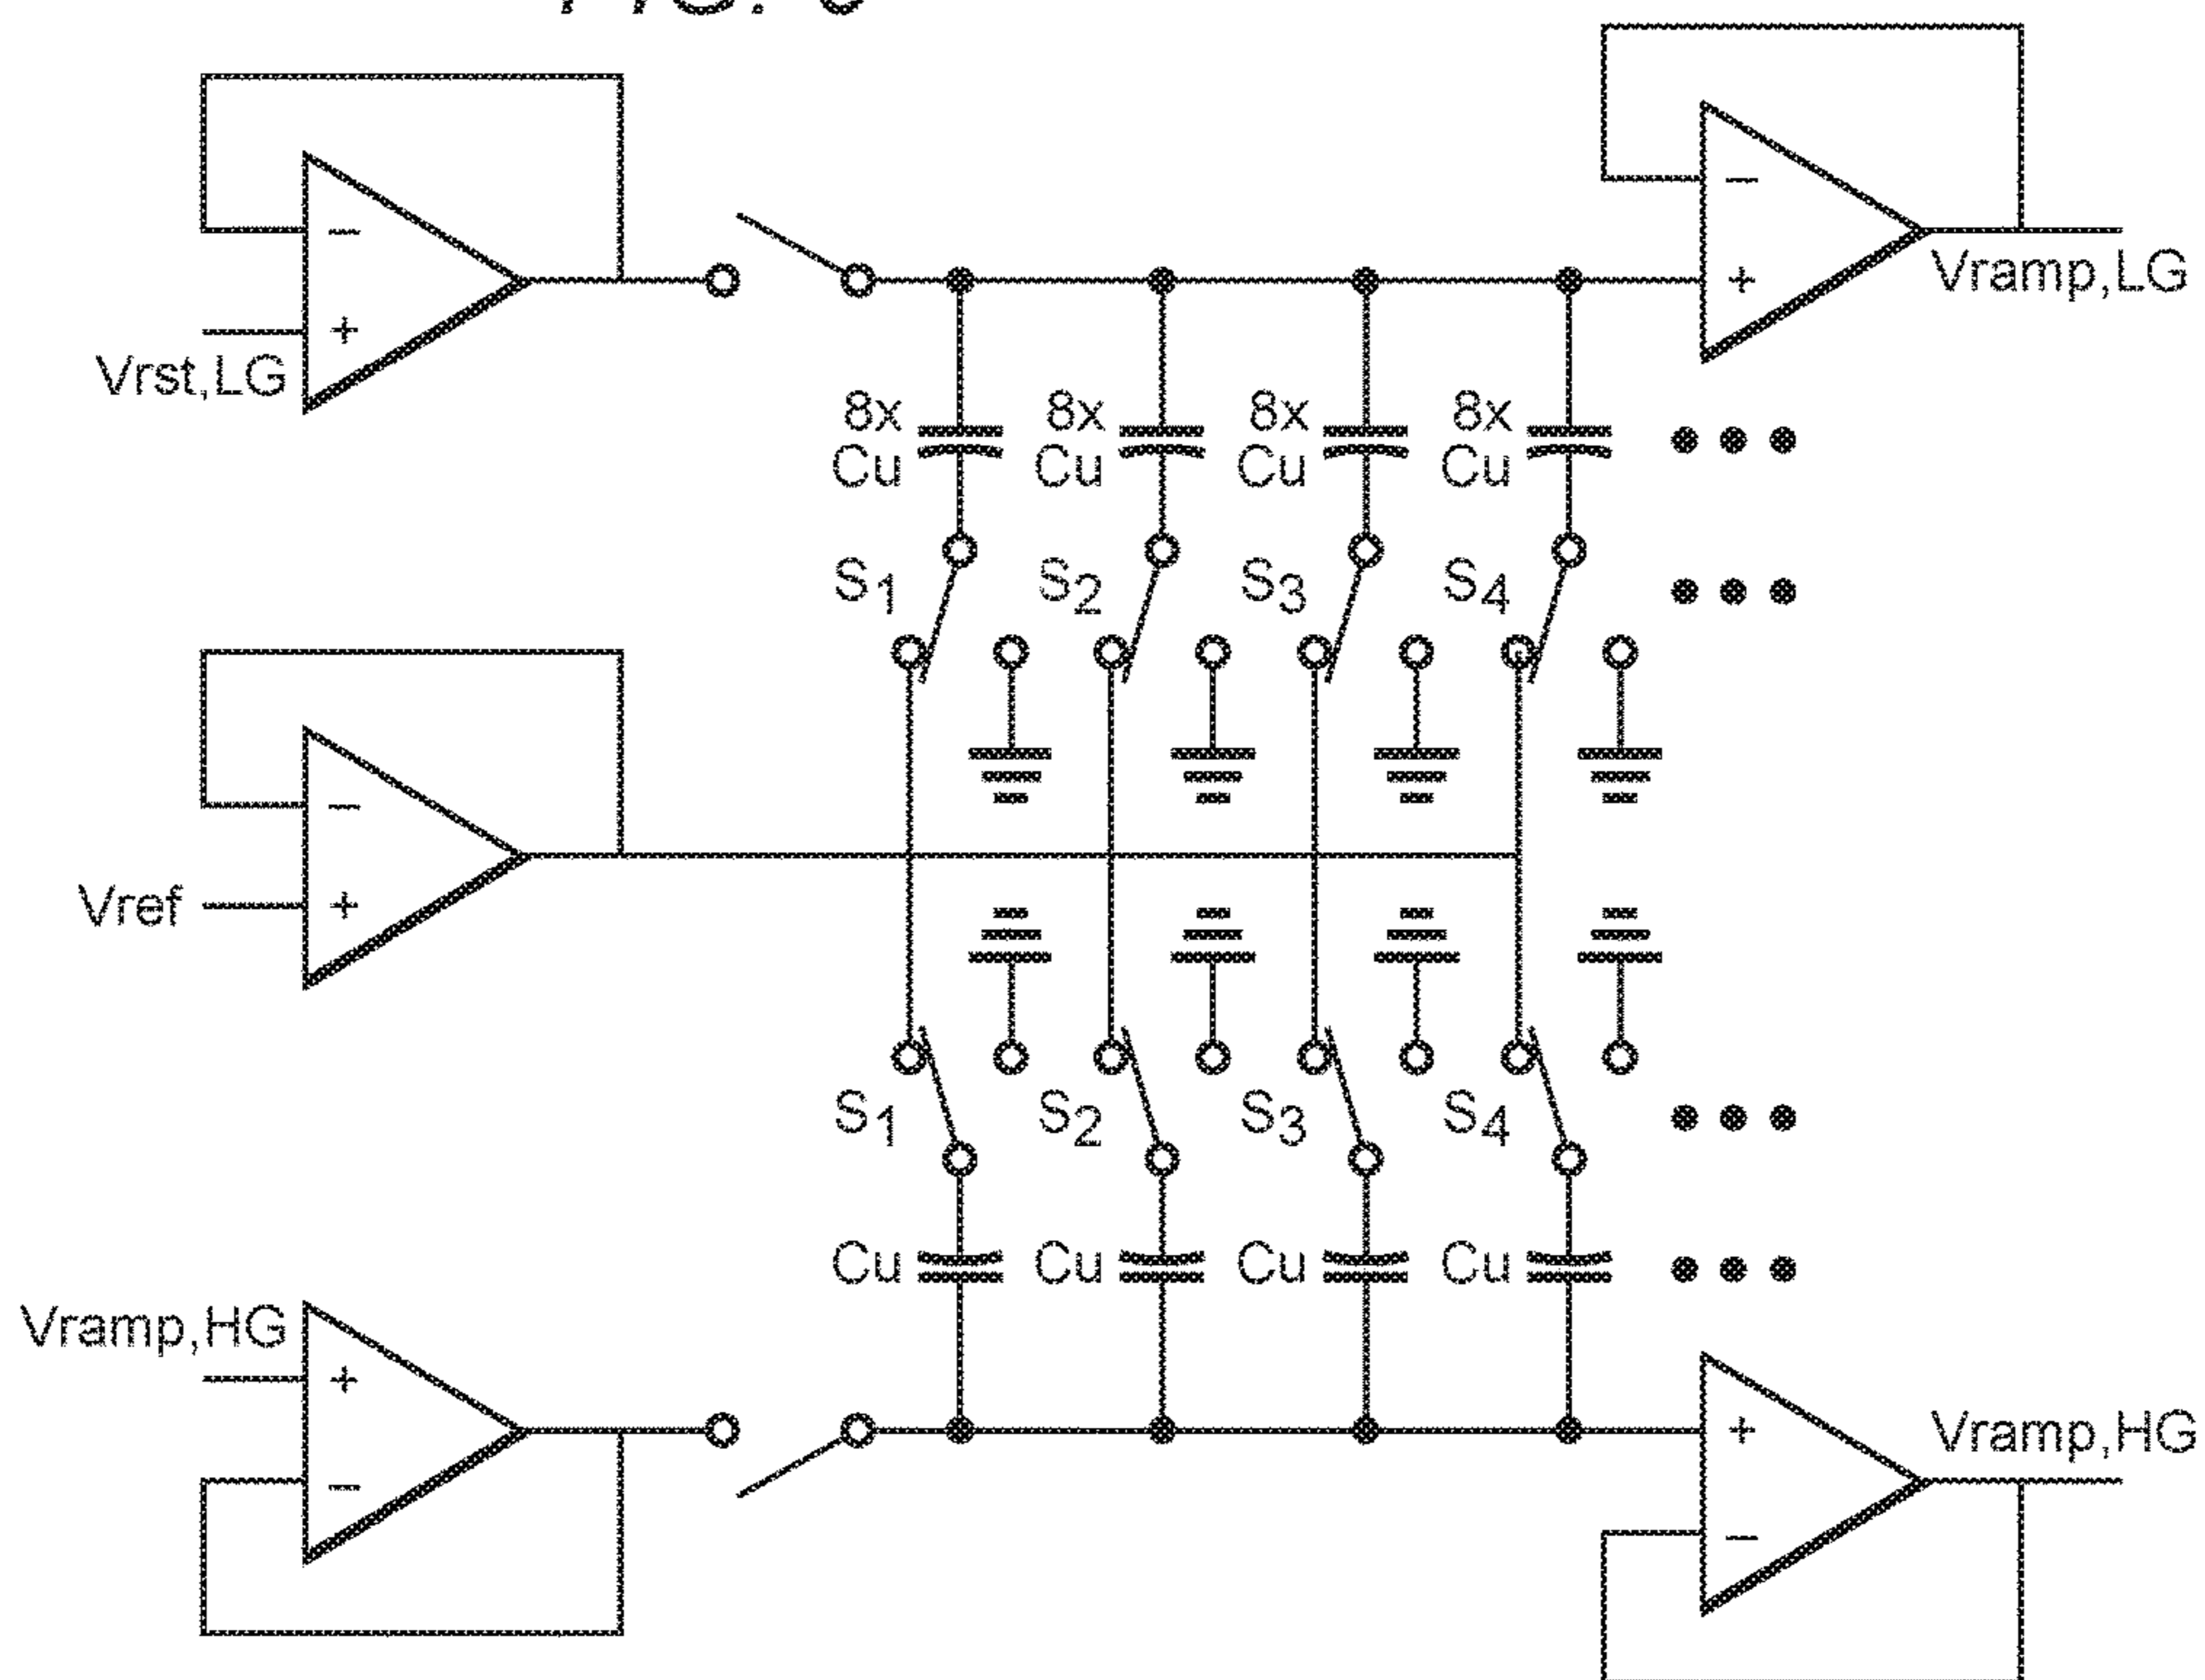 Vrst,LG
Vramp,LG
8x Cu 8x Cu 8x Cu 8x Cu
S1 S2 S3 S4
Vref
S1 S2 S3 S4
Cu Cu Cu Cu
Vramp,HG
Vramp,HG